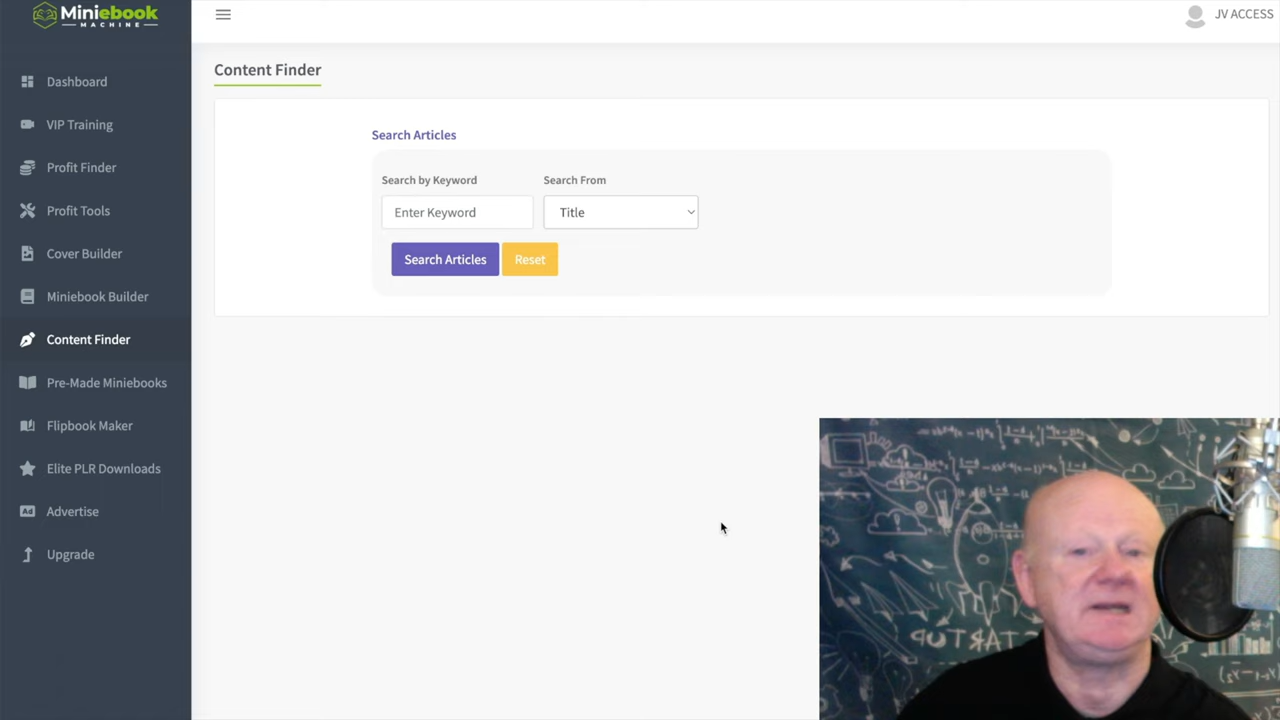 Miniebook
MACHINE
JV ACCESS
Dashboard
VIP Training
Profit Finder
Profit Tools
Cover Builder
Miniebook Builder
Content Finder
Pre-Made Miniebooks
Flipbook Maker
Elite PLR Downloads
Advertise
Upgrade
Content Finder
Search Articles
Search by Keyword
Search From
Enter Keyword
Title
Search Articles
Reset
START UP